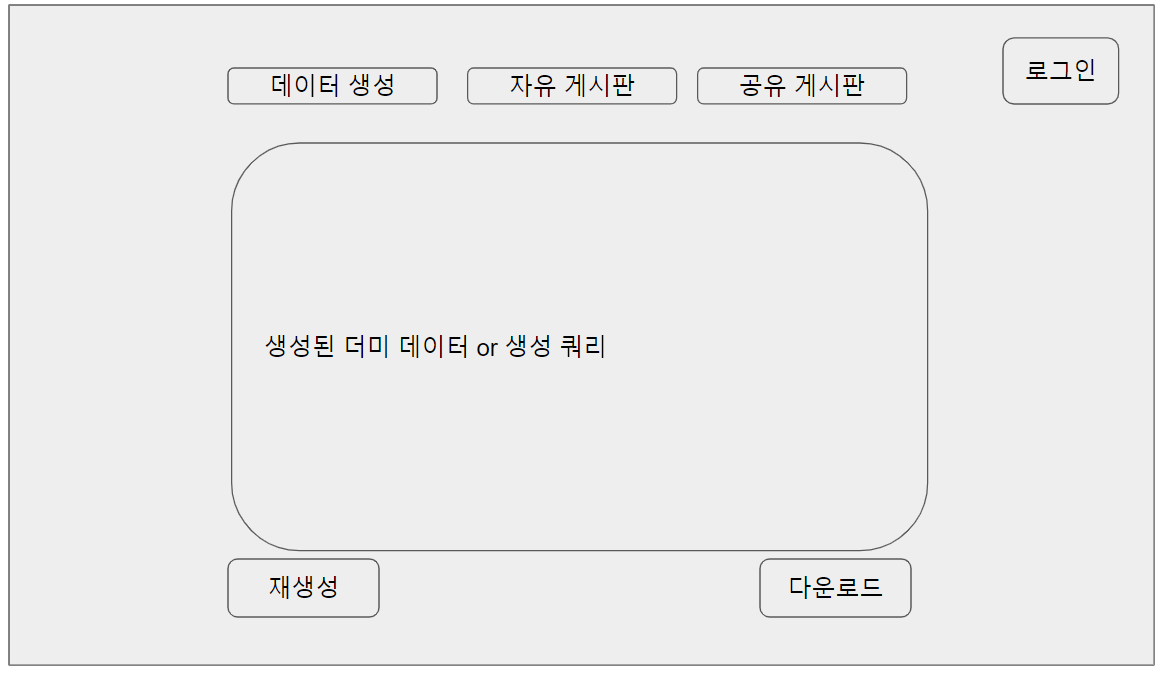 로그인
데이터 생성
자유 게시판
공유 게시판
생성된 더미 데이터 or 생성 쿼리
재생성
다운로드